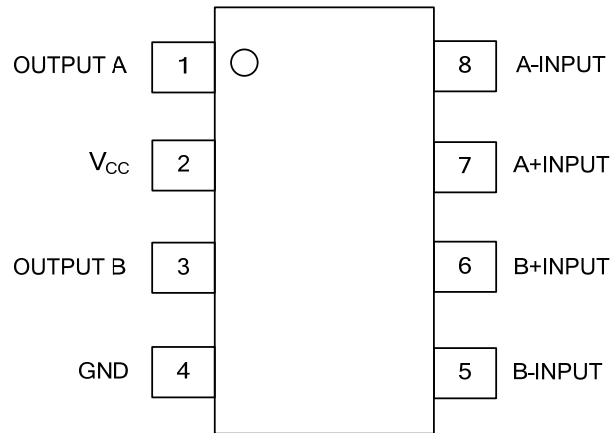 OUTPUT A 1 8 A-INPUT
VCC 2 7 A+INPUT
OUTPUT B 3 6 B+INPUT
GND 4 5 B-INPUT